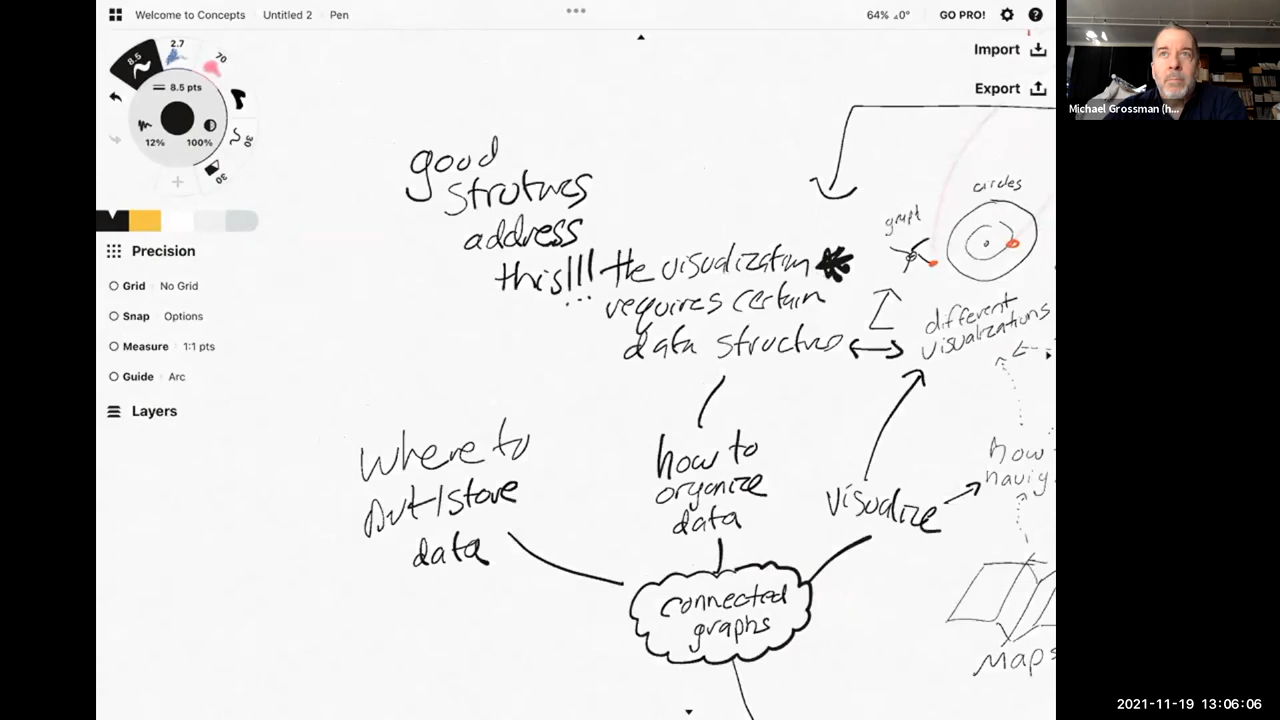 Welcome to Concepts Untitled 2 Pen
64% ⊿0° GO PRO!
Import
Export
8.5
2.7
70
30
30
8.5 pts
12% 100%
Precision
Grid No Grid
Snap Options
Measure 1:1 pts
Guide Arc
Layers
good
address
this!!!
...
the visualization
requires certain
data
graph
circles
different
visualizations
where to
put/store
data
how to
organize
data
visualize
how
navig
connected
graphs
Maps
Michael Grossman (h...
2021-11-19 13:06:06